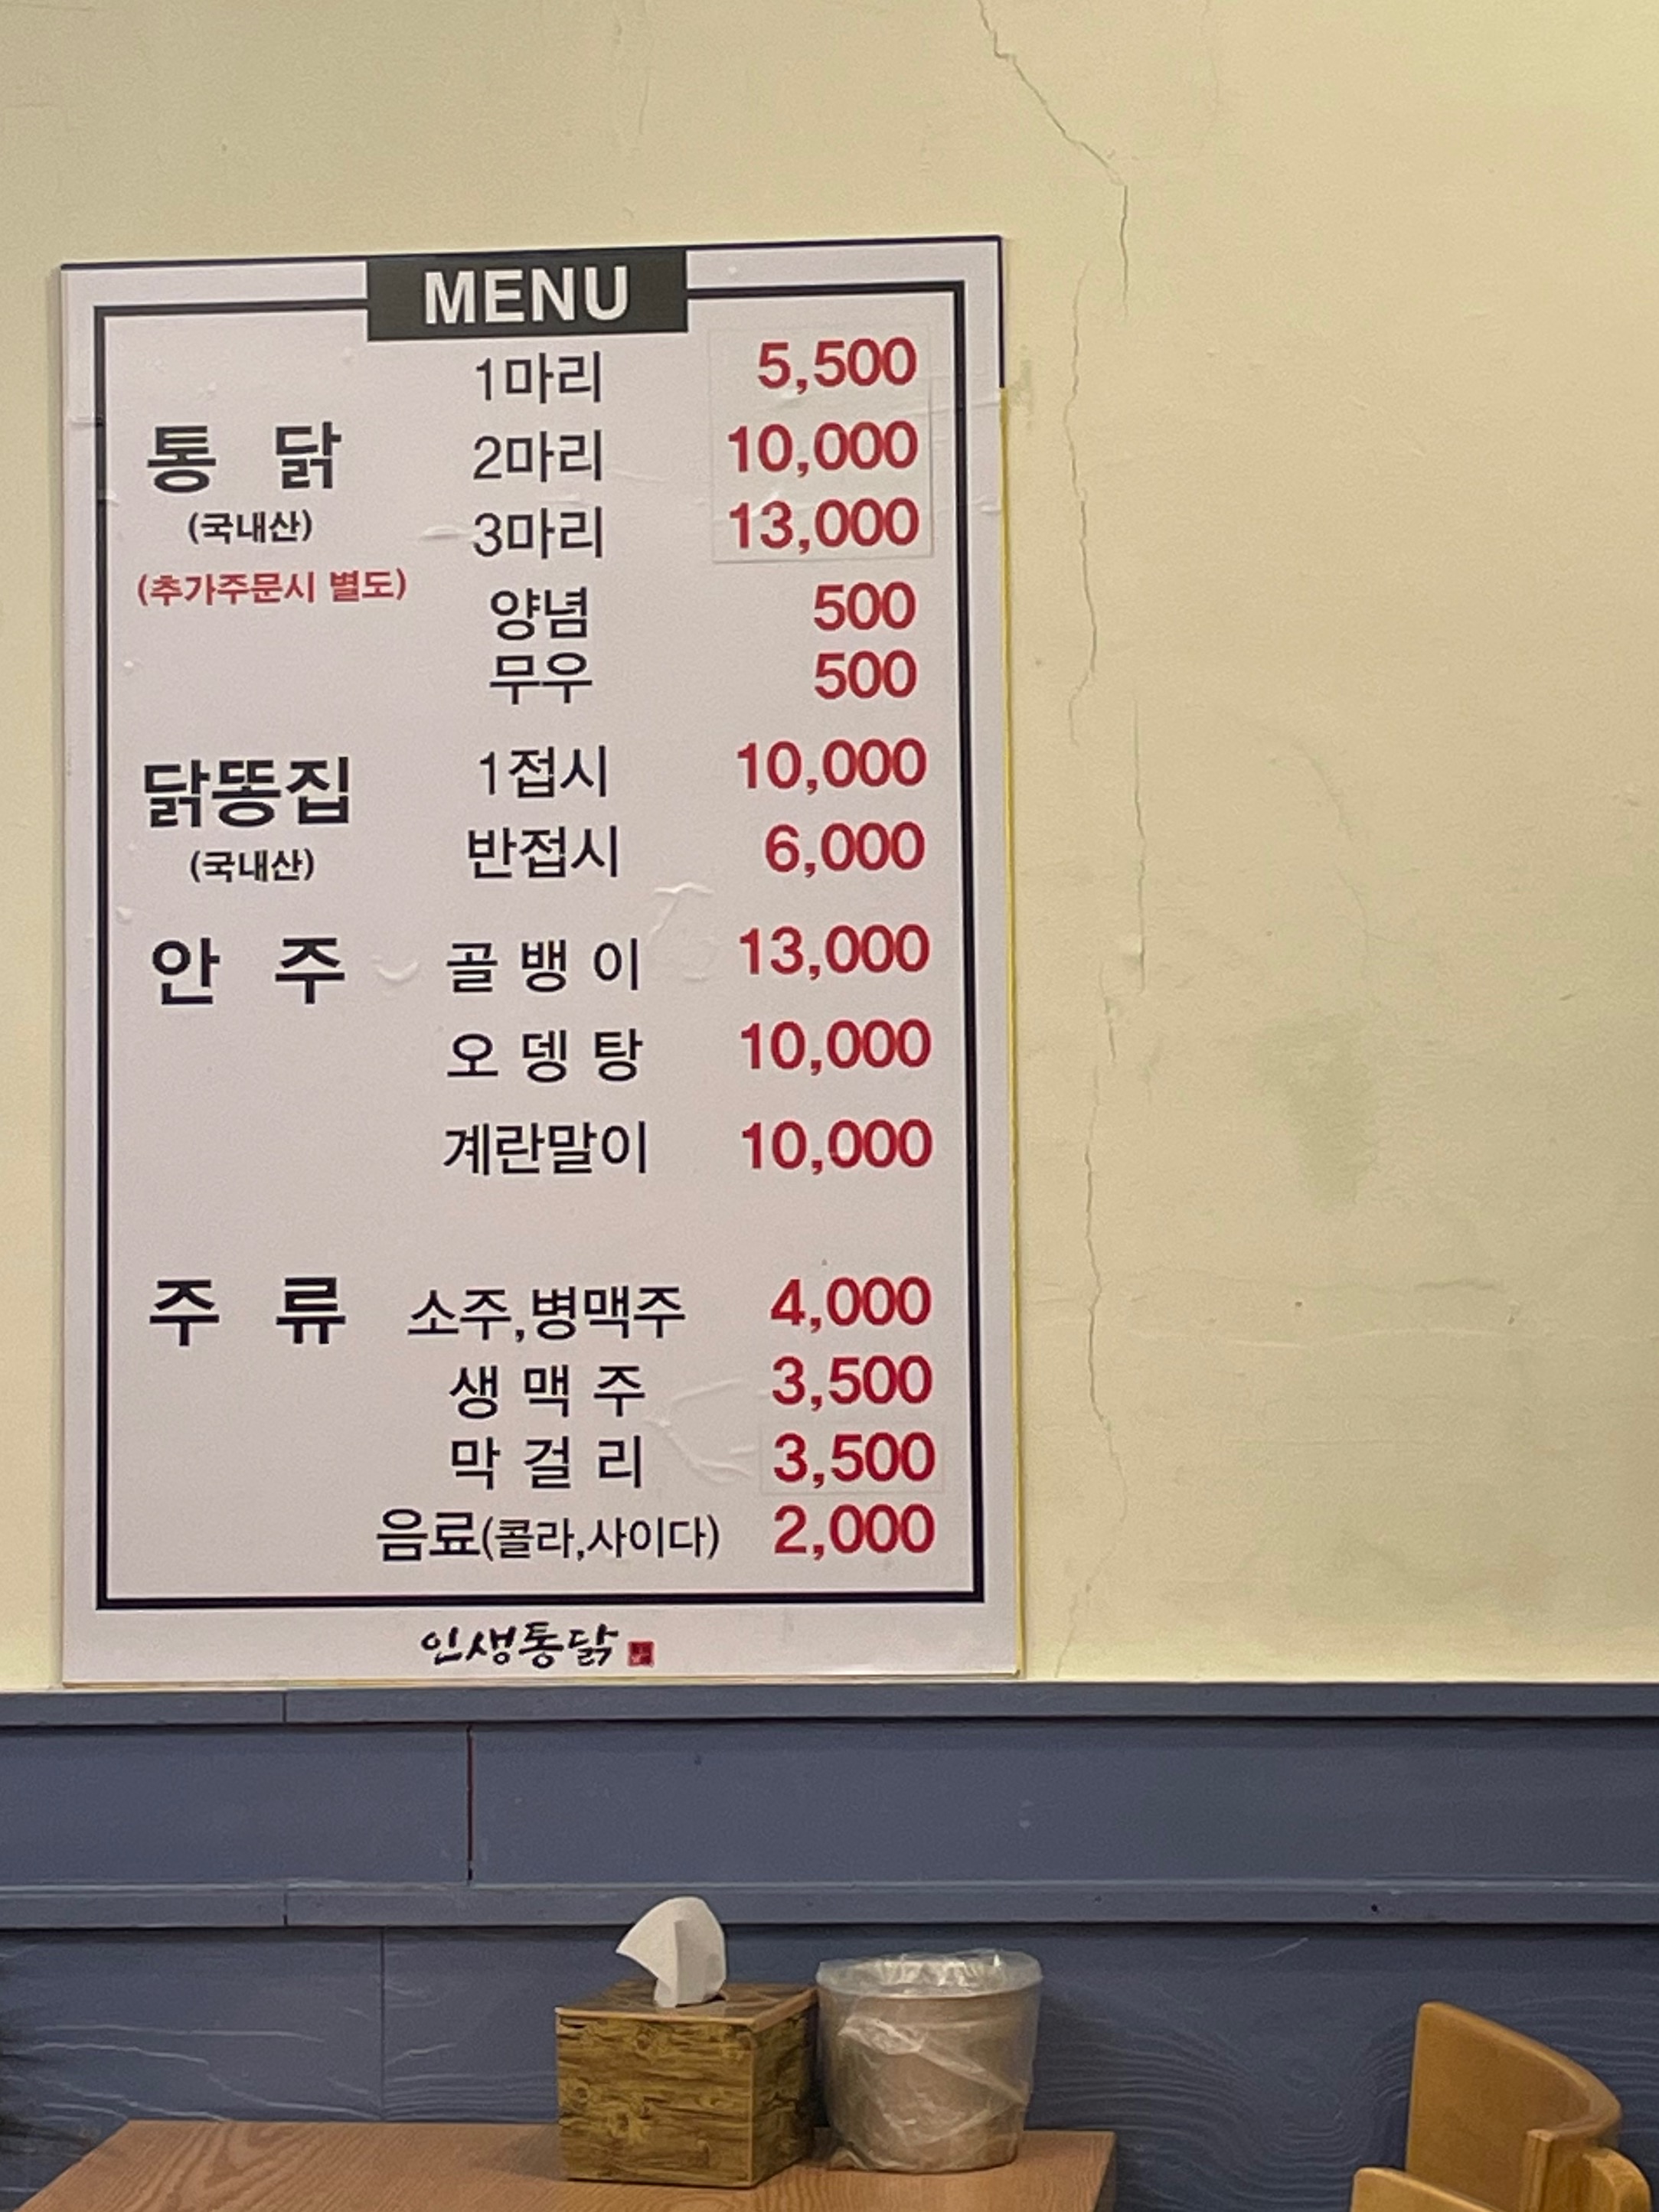 MENU
통 닭
(국내산)
(추가주문시 별도)
1마리 5,500
2마리 10,000
3마리 13,000
양념 500
무우 500
닭똥집
(국내산)
1접시 10,000
반접시 6,000
안 주 골 뱅 이 13,000
오 뎅 탕 10,000
계란말이 10,000
주 류 소주,병맥주 4,000
생 맥 주 3,500
막 걸 리 3,500
음료(콜라,사이다) 2,000
인생통닭